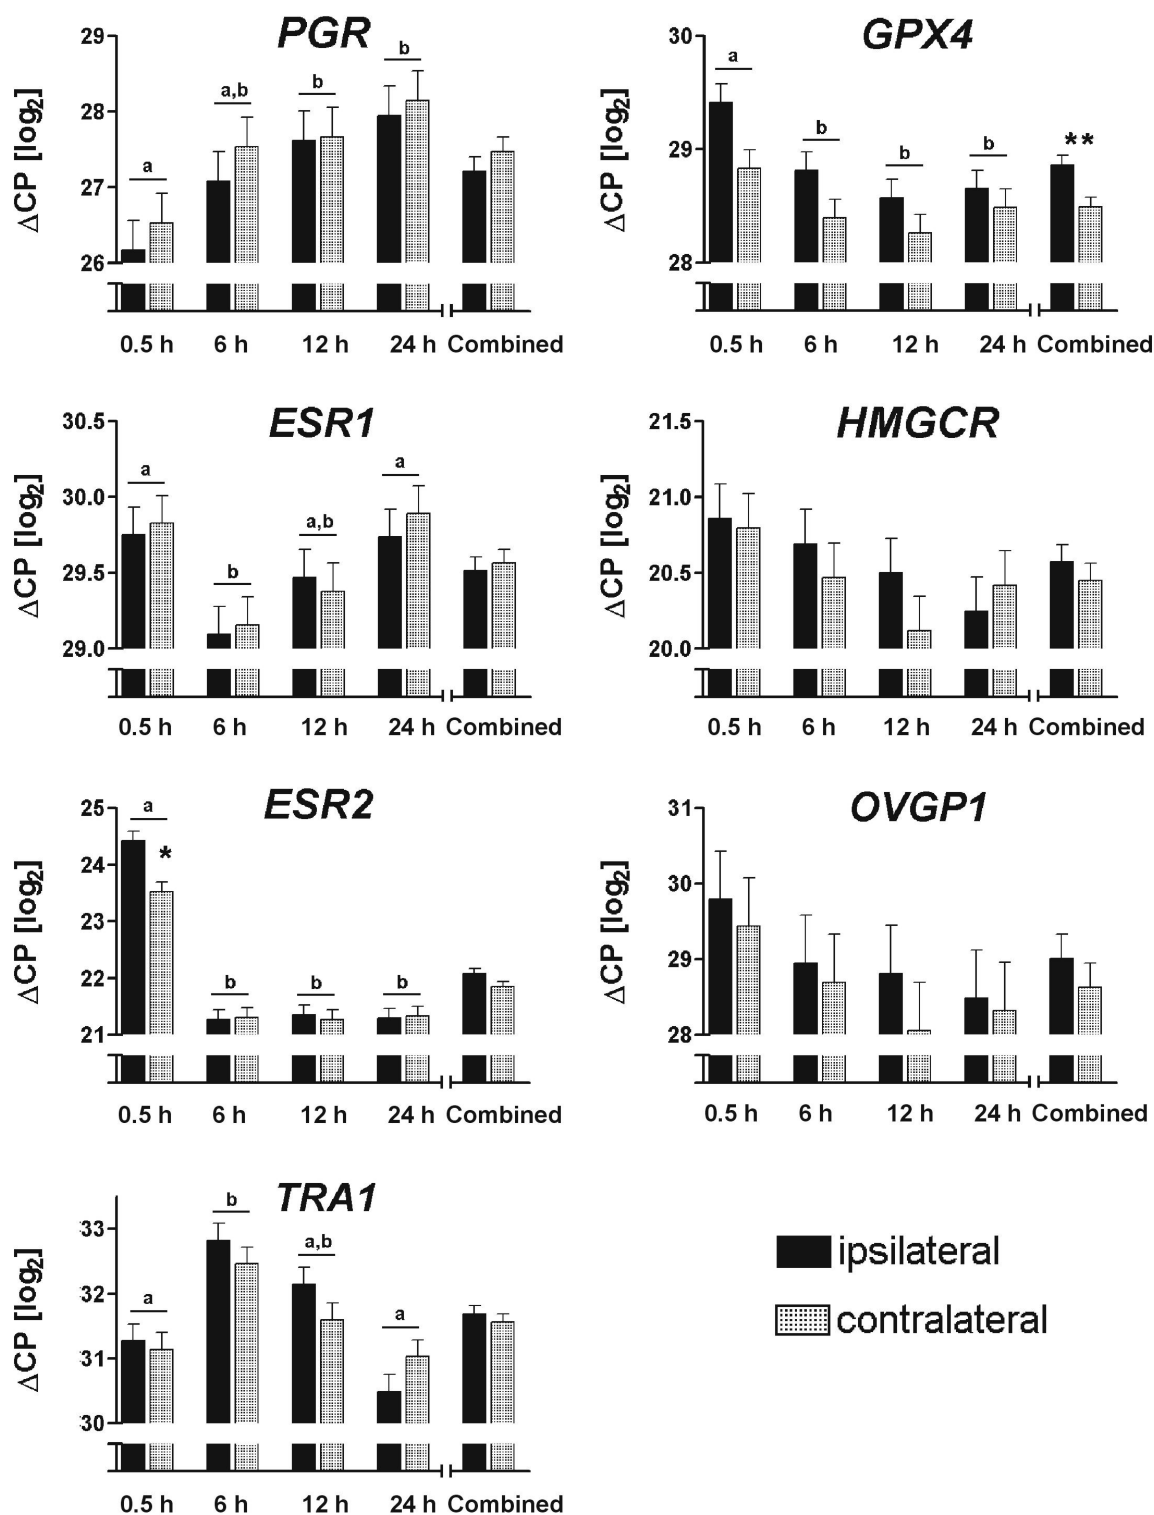 PGR
ΔCP [log2]
29
28
27
26
a
a,b
b
b
0.5 h 6 h 12 h 24 h Combined
GPX4
ΔCP [log2]
30
29
28
a
b
b
b
**
0.5 h 6 h 12 h 24 h Combined
ESR1
ΔCP [log2]
30.5
30.0
29.5
29.0
a
b
a,b
a
0.5 h 6 h 12 h 24 h Combined
HMGCR
ΔCP [log2]
21.5
21.0
20.5
20.0
0.5 h 6 h 12 h 24 h Combined
ESR2
ΔCP [log2]
25
24
23
22
21
a
*
b
b
b
0.5 h 6 h 12 h 24 h Combined
OVGP1
ΔCP [log2]
31
30
29
28
0.5 h 6 h 12 h 24 h Combined
TRA1
ΔCP [log2]
33
32
31
30
a
b
a,b
a
0.5 h 6 h 12 h 24 h Combined
ipsilateral
contralateral